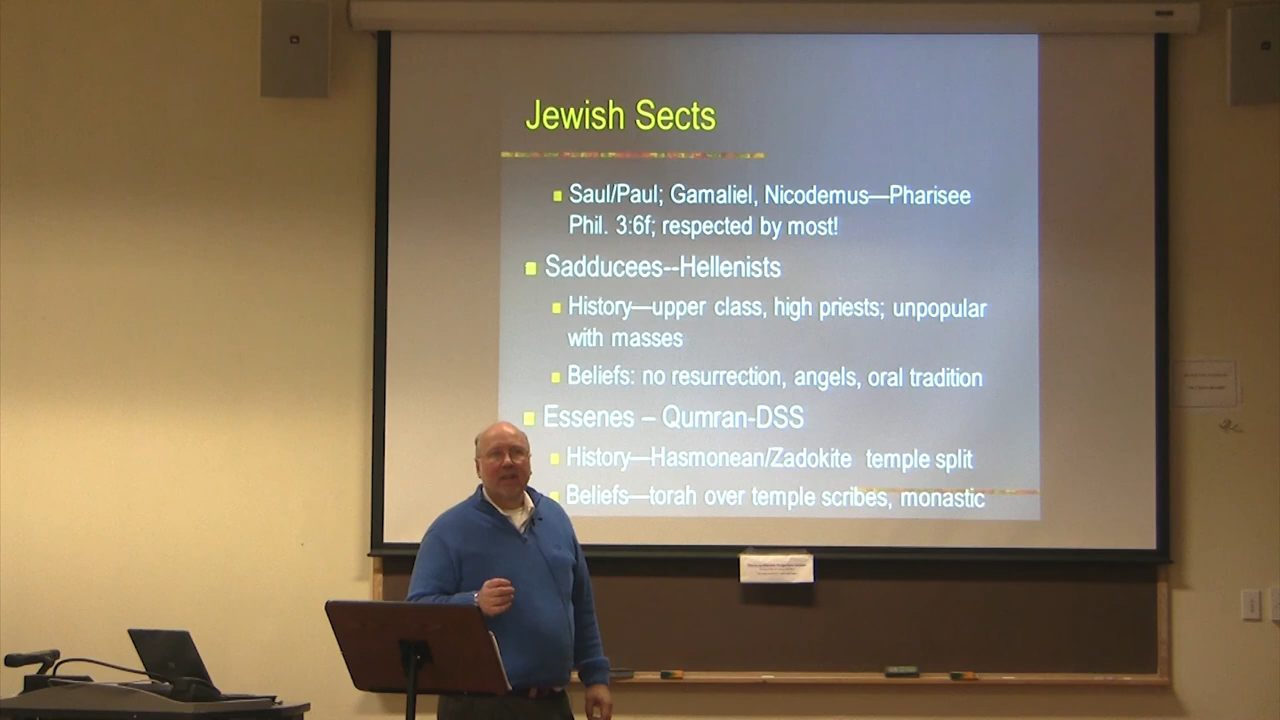 Jewish Sects
Saul/Paul; Gamaliel, Nicodemus—Pharisee
Phil. 3:6f; respected by most!
Sadducees--Hellenists
History—upper class, high priests; unpopular
with masses
Beliefs: no resurrection, angels, oral tradition
Essenes – Qumran-DSS
History—Hasmonean/Zadokite temple split
Beliefs—torah over temple scribes, monastic